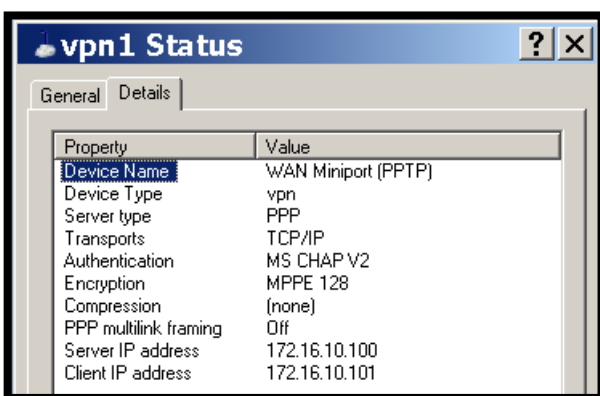 vpn1 Status
General Details
Property Value
Device Name WAN Miniport (PPTP)
Device Type vpn
Server type PPP
Transports TCP/IP
Authentication MS CHAP V2
Encryption MPPE 128
Compression (none)
PPP multilink framing Off
Server IP address 172.16.10.100
Client IP address 172.16.10.101